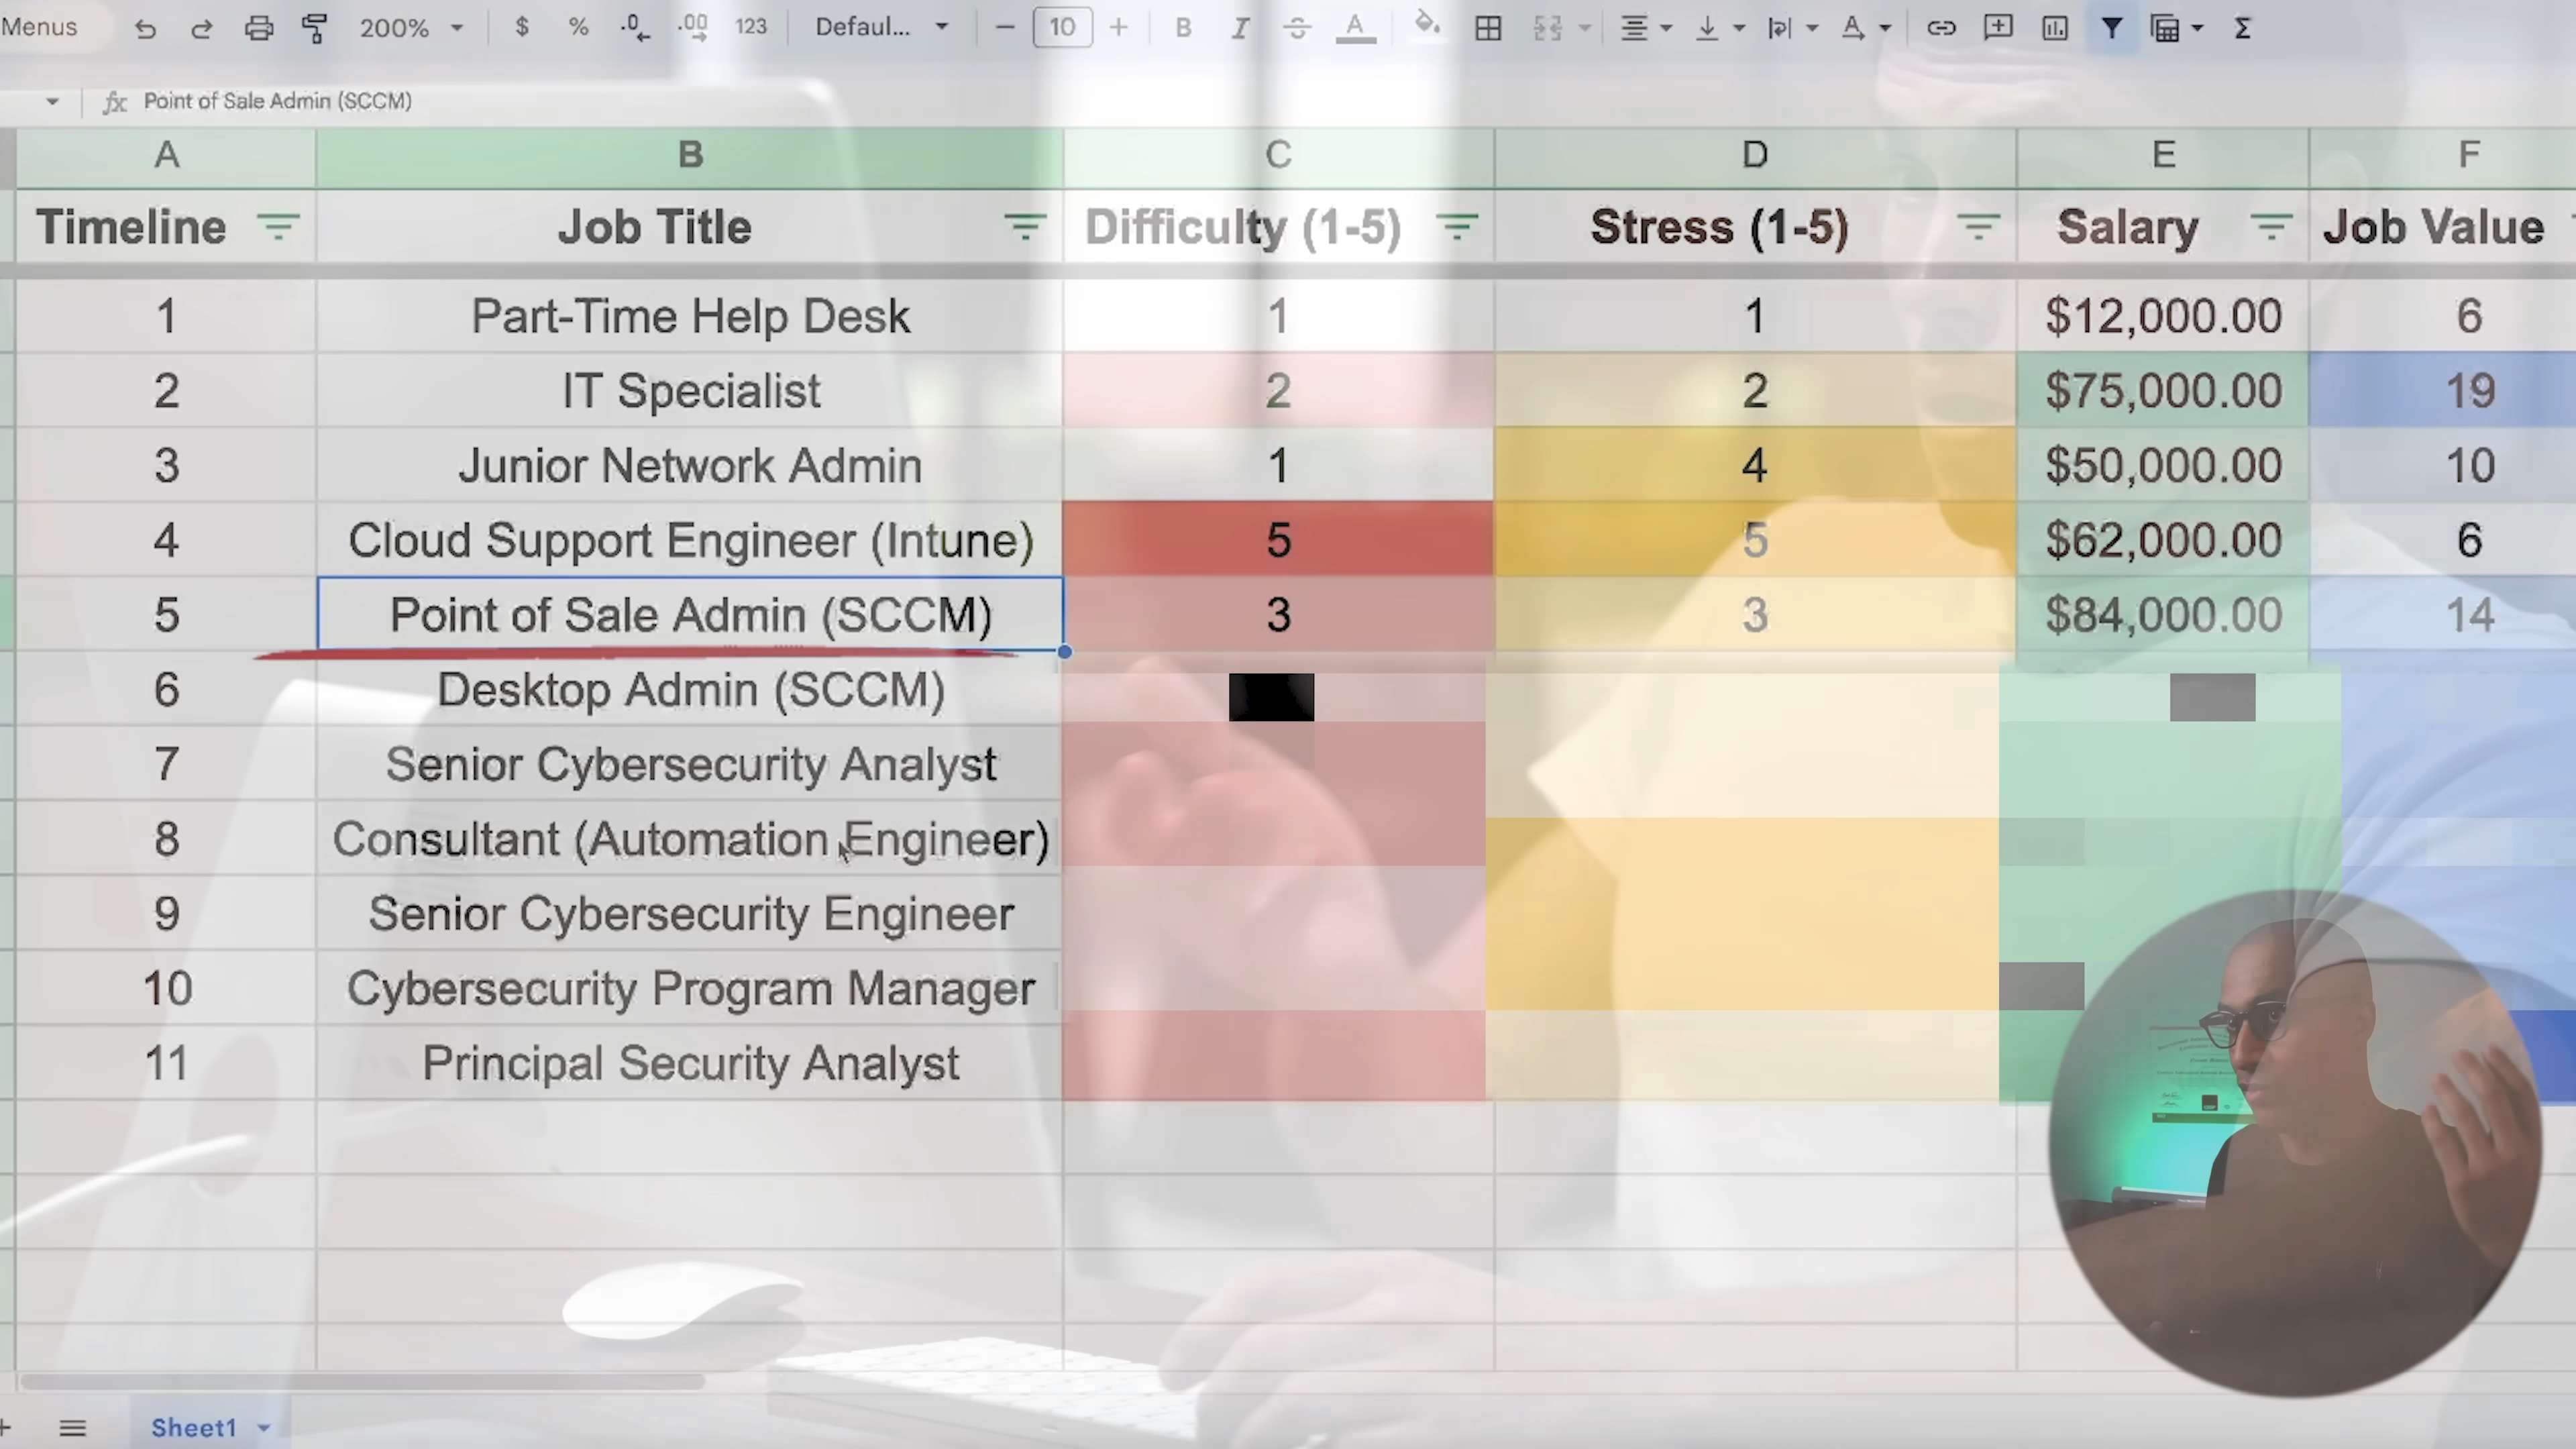 Menus 200% $ % .0 .00 123 Defaul... 10 B I S A A Σ
fx Point of Sale Admin (SCCM)
A B C D E F
Timeline Job Title Difficulty (1-5) Stress (1-5) Salary Job Value
1 Part-Time Help Desk 1 1 $12,000.00 6
2 IT Specialist 2 2 $75,000.00 19
3 Junior Network Admin 1 4 $50,000.00 10
4 Cloud Support Engineer (Intune) 5 5 $62,000.00 6
5 Point of Sale Admin (SCCM) 3 3 $84,000.00 14
6 Desktop Admin (SCCM)
7 Senior Cybersecurity Analyst
8 Consultant (Automation Engineer)
9 Senior Cybersecurity Engineer
10 Cybersecurity Program Manager
11 Principal Security Analyst
Sheet1